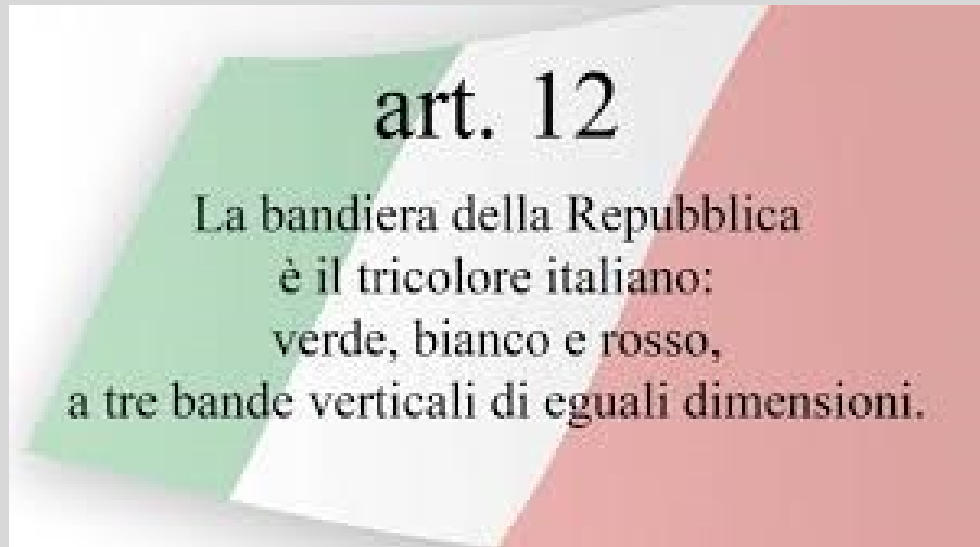 art. 12
La bandiera della Repubblica
è il tricolore italiano:
verde, bianco e rosso,
a tre bande verticali di eguali dimensioni.